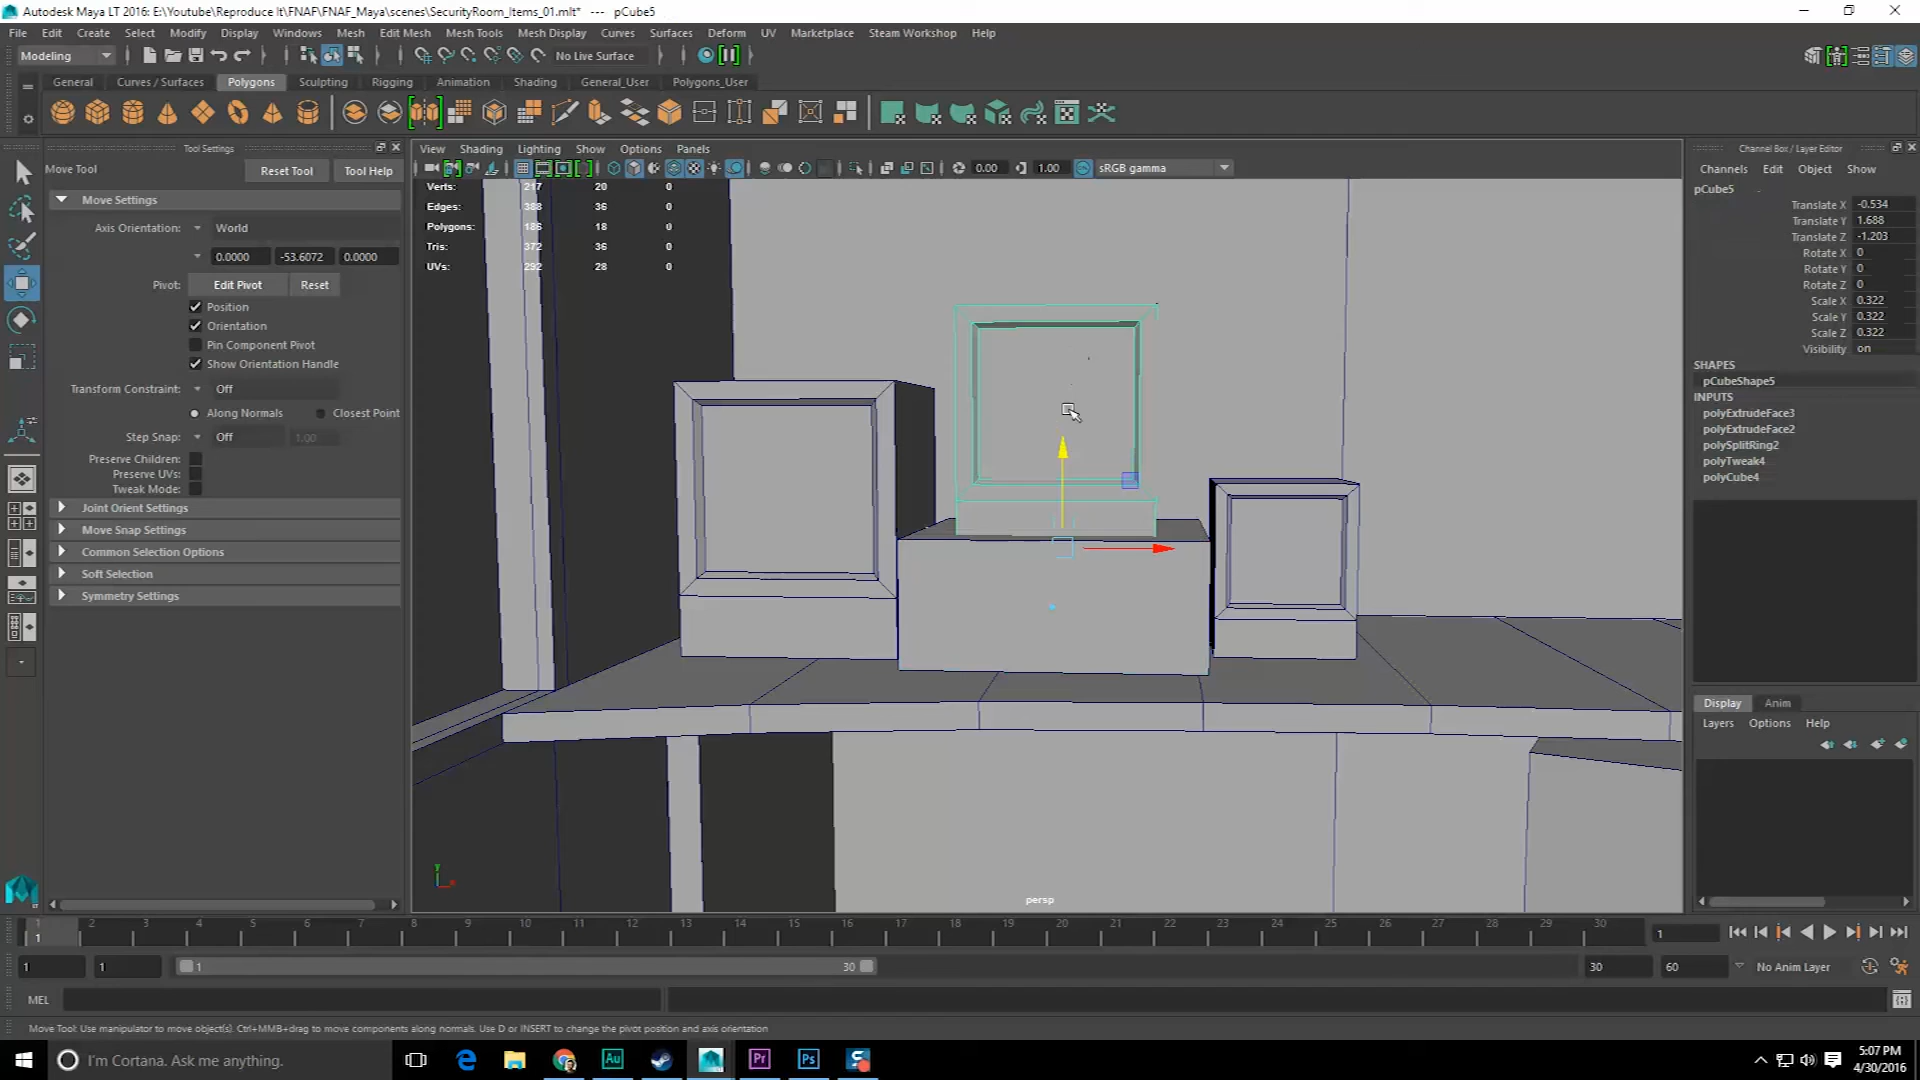 Autodesk Maya LT 2016: E:\Youtube\Reproduce It\FNAF\FNAF_Maya\scenes\SecurityRoom_Items_01.mlt* --- pCube5
File Edit Create Select Modify Display Windows Mesh Edit Mesh Mesh Tools Mesh Display Curves Surfaces Deform UV Marketplace Steam Workshop Help
Modeling No Live Surface
General Curves / Surfaces Polygons Sculpting Rigging Animation Shading General_User Polygons_User
Tool Settings
Move Tool Reset Tool Tool Help
Move Settings
Axis Orientation: World
0.0000 -53.6072 0.0000
Pivot: Edit Pivot Reset
Position
Orientation
Pin Component Pivot
Show Orientation Handle
Transform Constraint: Off
Along Normals Closest Point
Step Snap: Off 1.00
Preserve Children:
Preserve UVs:
Tweak Mode:
Joint Orient Settings
Move Snap Settings
Common Selection Options
Soft Selection
Symmetry Settings
View Shading Lighting Show Options Panels
0.00 1.00 sRGB gamma
Verts: 217 20 0
Edges: 388 36 0
Polygons: 186 18 0
Tris: 372 36 0
UVs: 292 28 0
persp
Channel Box / Layer Editor
Channels Edit Object Show
pCube5
Translate X -0.534
Translate Y 1.688
Translate Z -1.203
Rotate X 0
Rotate Y 0
Rotate Z 0
Scale X 0.322
Scale Y 0.322
Scale Z 0.322
Visibility on
SHAPES
pCubeShape5
INPUTS
polyExtrudeFace3
polyExtrudeFace2
polySplitRing2
polyTweak4
polyCube4
Display Anim
Layers Options Help
1 2 3 4 5 6 7 8 9 10 11 12 13 14 15 16 17 18 19 20 21 22 23 24 25 26 27 28 29 30
1 1
1 1 1 30 30 60 No Anim Layer
MEL
Move Tool: Use manipulator to move object(s). Ctrl+MMB+drag to move components along normals. Use D or INSERT to change the pivot position and axis orientation
I'm Cortana. Ask me anything.
Au Pr Ps
5:07 PM
4/30/2016